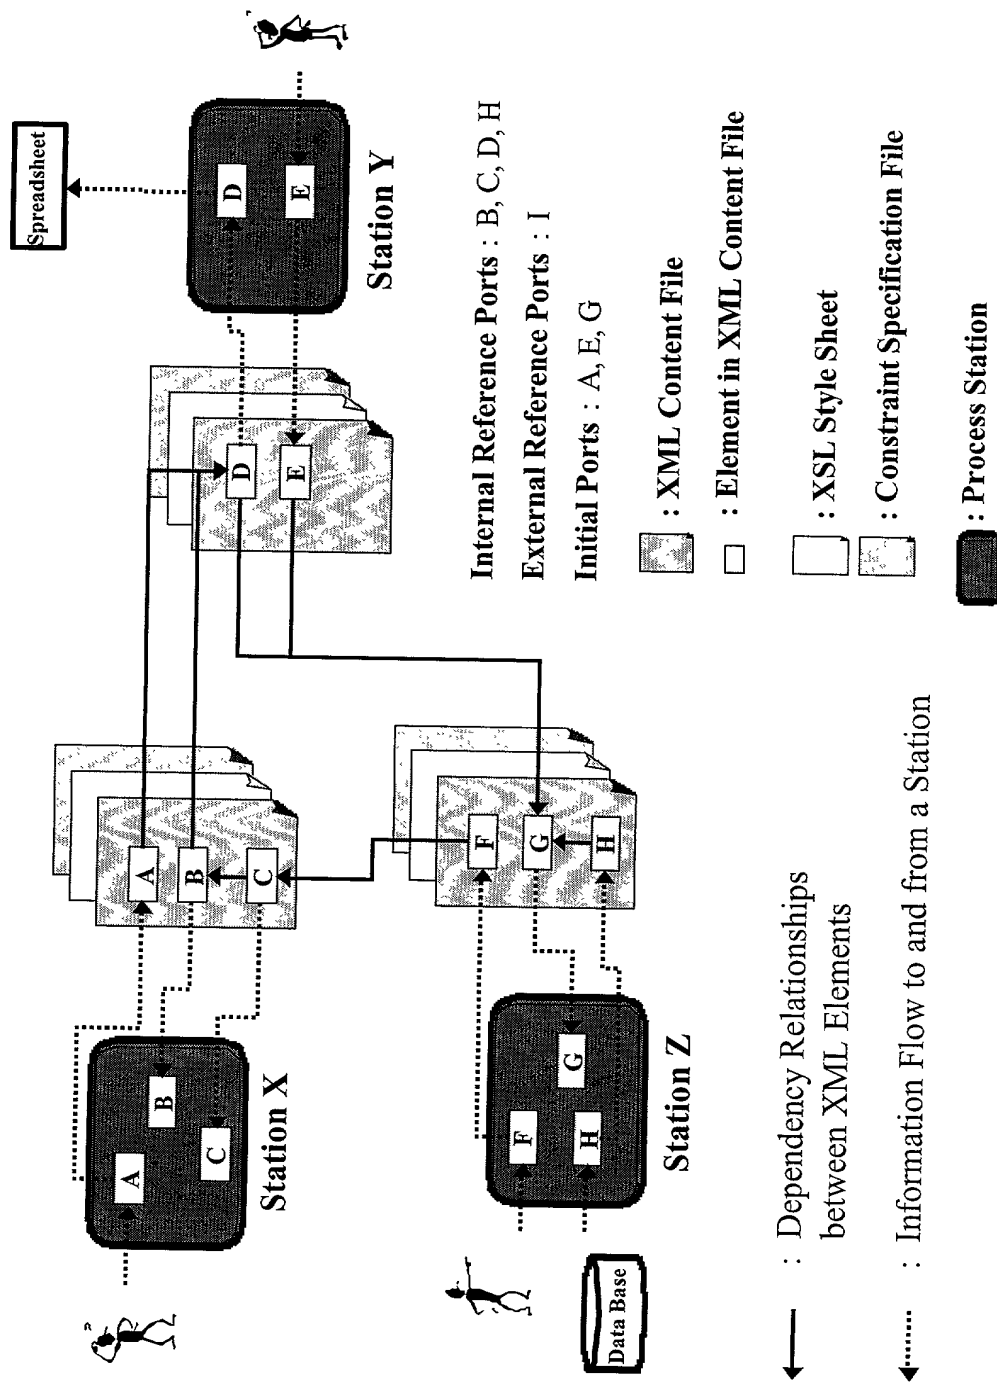 Spreadsheet
D
E
Station Y
D
E
A
B
C
F
G
H
A
B
C
Station X
F
G
H
Station Z
Data Base
Internal Reference Ports : B, C, D, H
External Reference Ports : I
Initial Ports : A, E, G
: XML Content File
: Element in XML Content File
: XSL Style Sheet
: Constraint Specification File
: Process Station
: Dependency Relationships
between XML Elements
: Information Flow to and from a Station